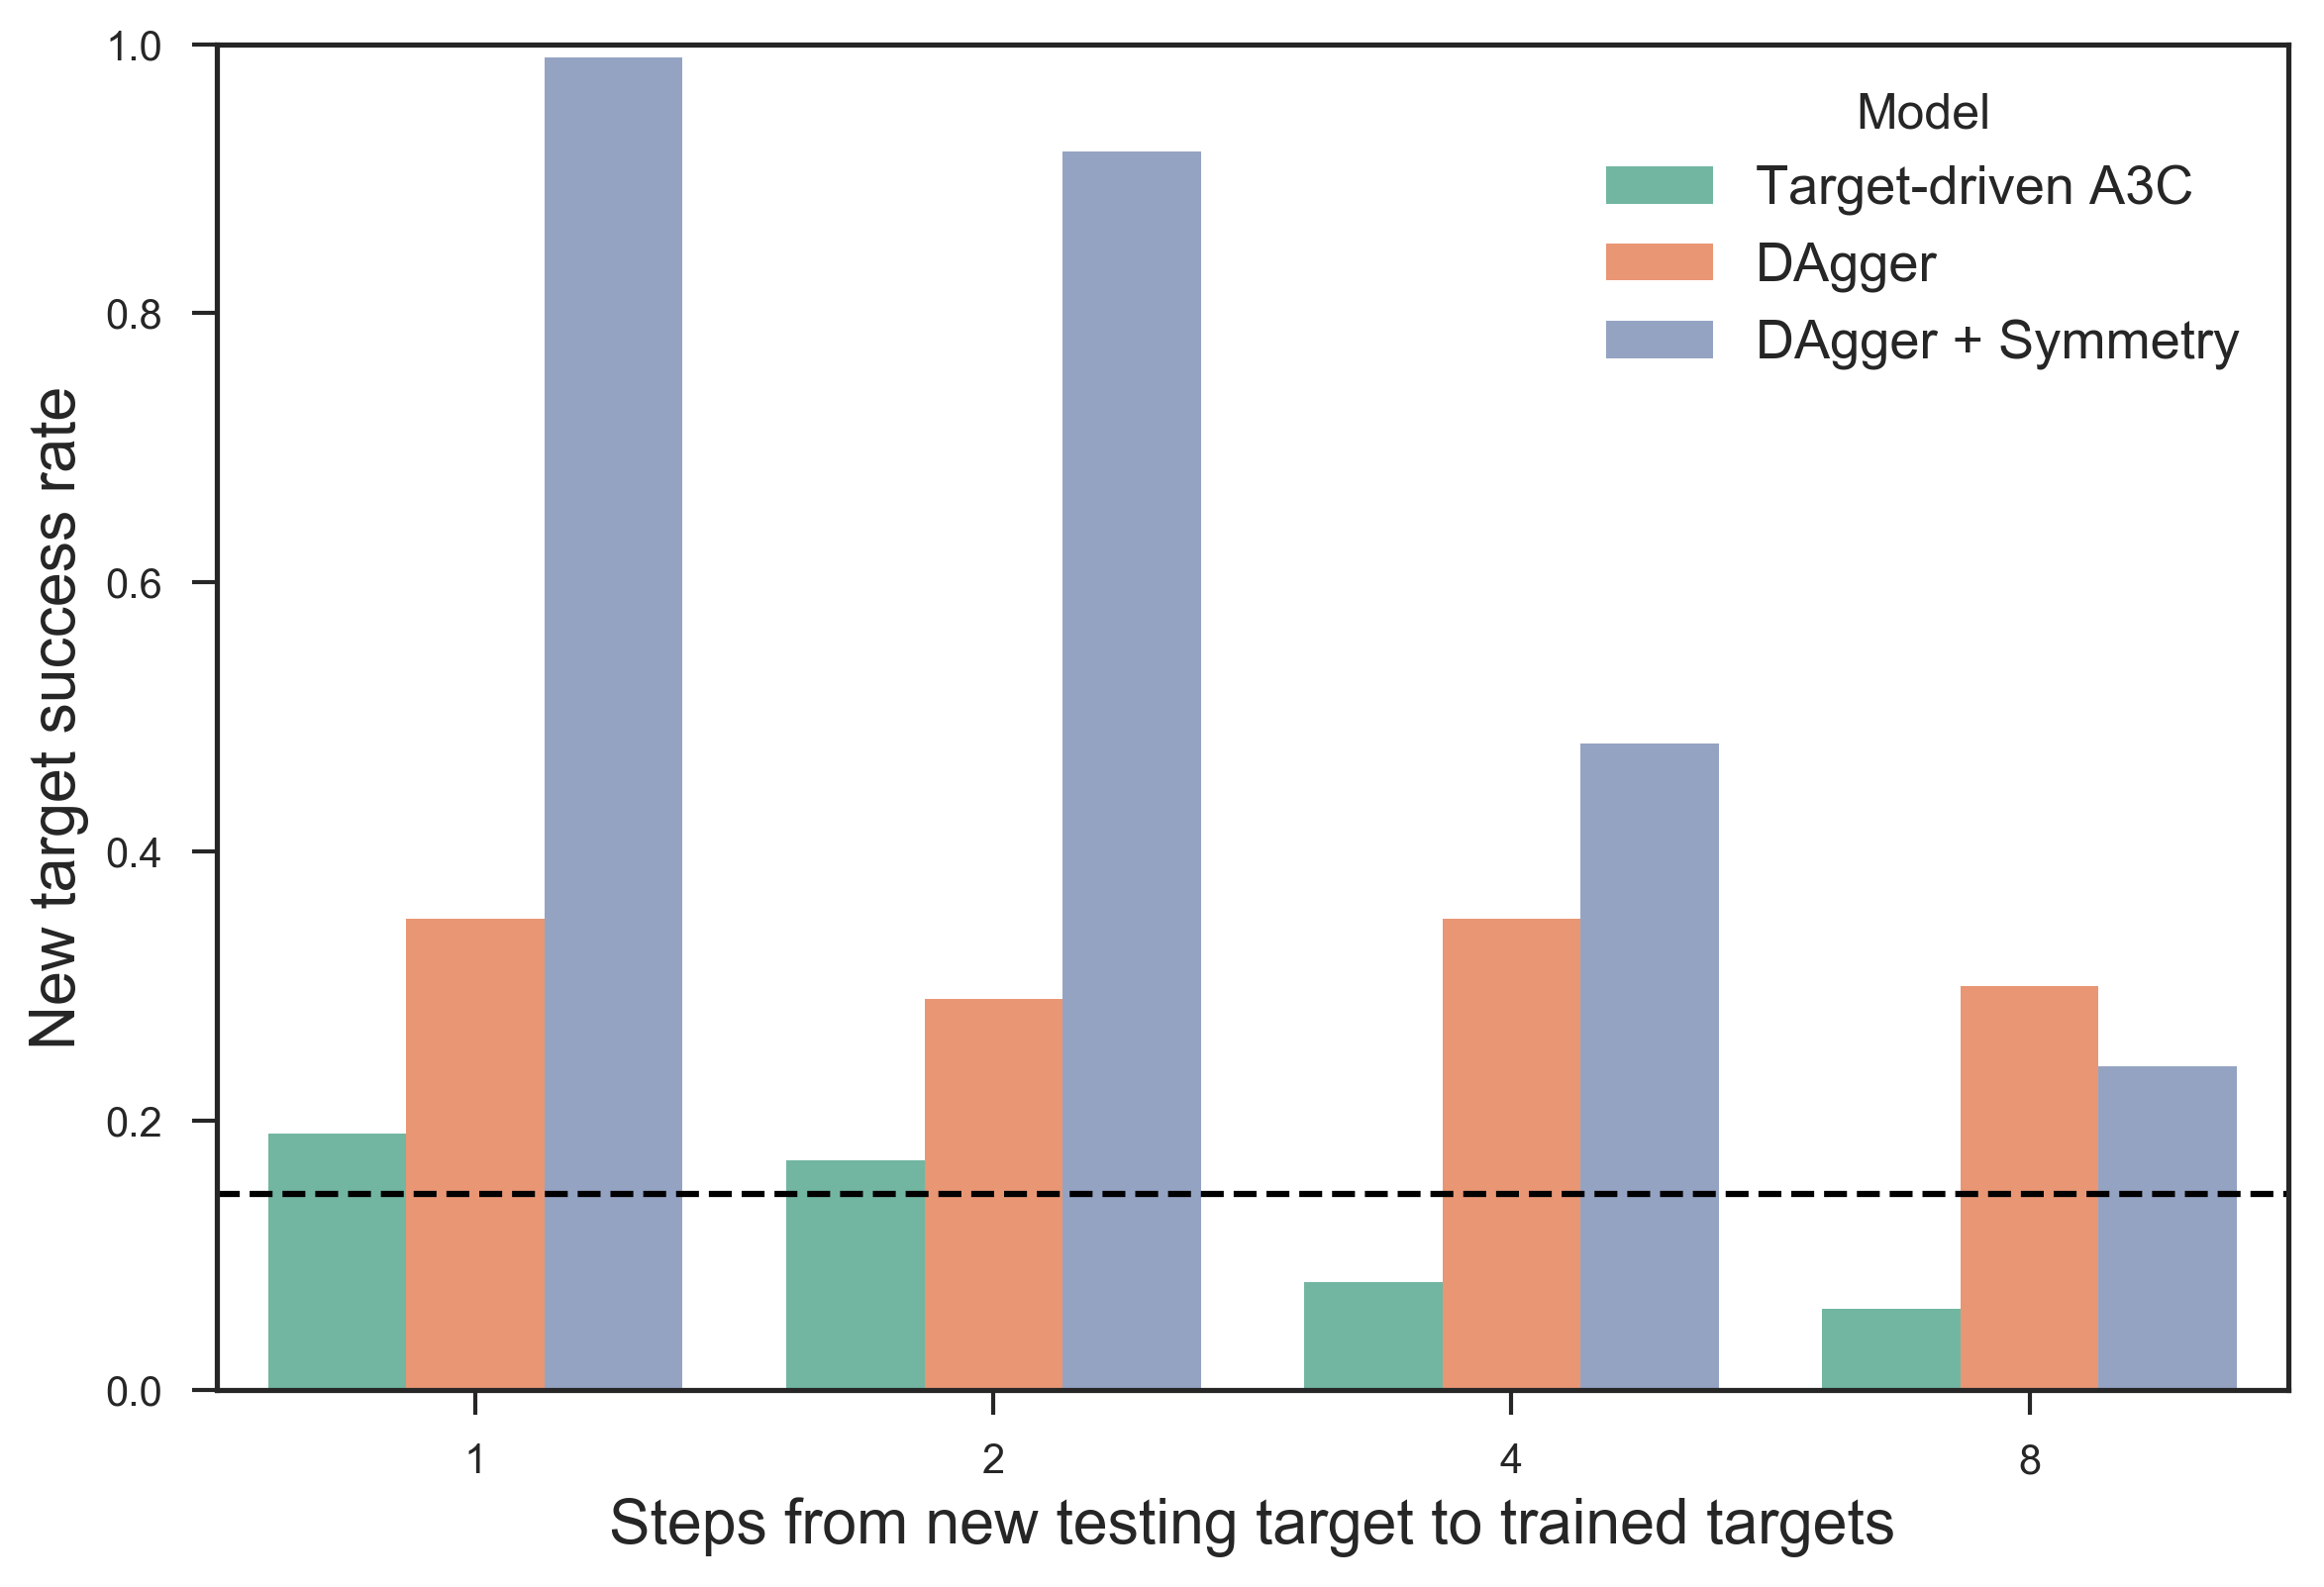 New target success rate
1.0
0.8
0.6
0.4
0.2
0.0
Model
Target-driven A3C
DAgger
DAgger + Symmetry
1
2
4
8
Steps from new testing target to trained targets